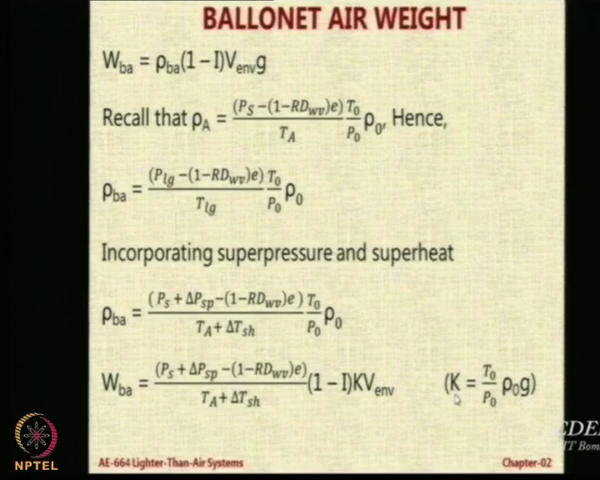 BALLONET AIR WEIGHT
W_ba = ρ_ba(1 – I)V_env g
Recall that ρ_A = (P_S –(1–RD_wv)e)/T_A T_0/P_0 ρ_0, Hence,
ρ_ba = (P_lg –(1–RD_wv)e)/T_lg T_0/P_0 ρ_0
Incorporating superpressure and superheat
ρ_ba = (P_s + ΔP_sp–(1–RD_wv)e)/T_A+ ΔT_sh T_0/P_0 ρ_0
W_ba = (P_s + ΔP_sp –(1–RD_wv)e)/T_A+ ΔT_sh (1 – I)KV_env (K = T_0/P_0 ρ_0g)
NPTEL
AE-664 Lighter-Than-Air Systems
Chapter-02